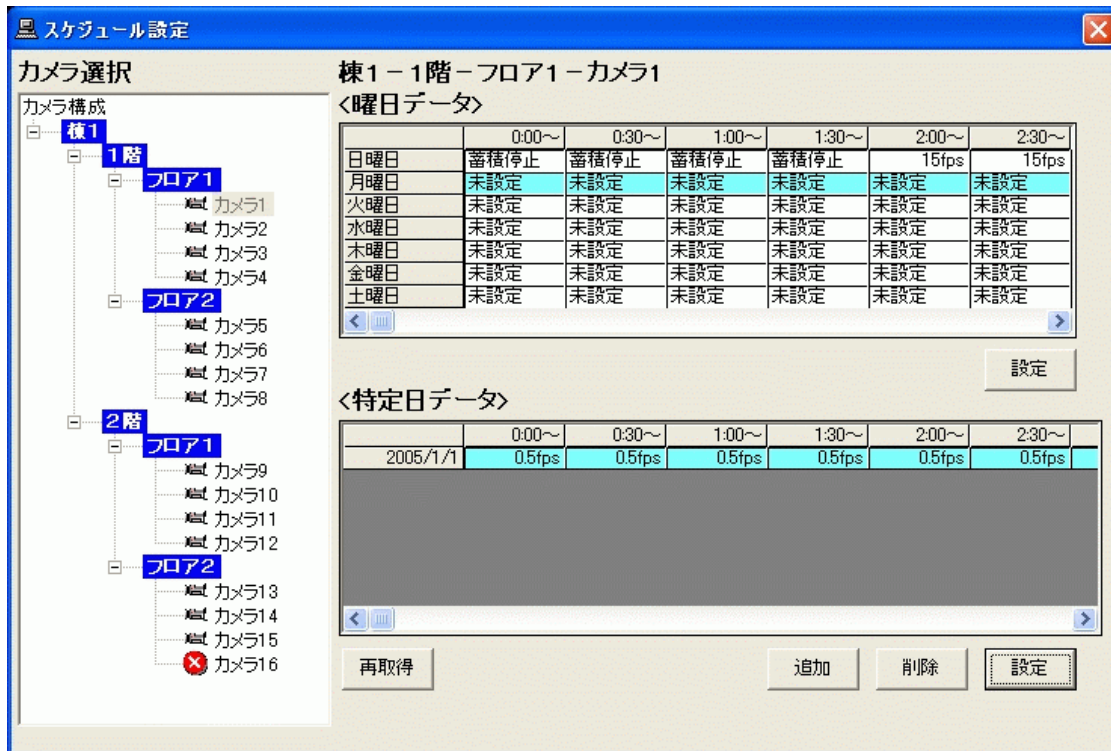 スケジュール設定
カメラ選択
カメラ構成
棟1
1階
フロア1
カメラ1
カメラ2
カメラ3
カメラ4
フロア2
カメラ5
カメラ6
カメラ7
カメラ8
2階
フロア1
カメラ9
カメラ10
カメラ11
カメラ12
フロア2
カメラ13
カメラ14
カメラ15
カメラ16
棟1－1階－フロア1－カメラ1
<曜日データ>
0:00～ 0:30～ 1:00～ 1:30～ 2:00～ 2:30～
日曜日 蓄積停止 蓄積停止 蓄積停止 蓄積停止 15fps 15fps
月曜日 未設定 未設定 未設定 未設定 未設定 未設定
火曜日 未設定 未設定 未設定 未設定 未設定 未設定
水曜日 未設定 未設定 未設定 未設定 未設定 未設定
木曜日 未設定 未設定 未設定 未設定 未設定 未設定
金曜日 未設定 未設定 未設定 未設定 未設定 未設定
土曜日 未設定 未設定 未設定 未設定 未設定 未設定
設定
<特定日データ>
0:00～ 0:30～ 1:00～ 1:30～ 2:00～ 2:30～
2005/1/1 0.5fps 0.5fps 0.5fps 0.5fps 0.5fps 0.5fps
再取得 追加 削除 設定